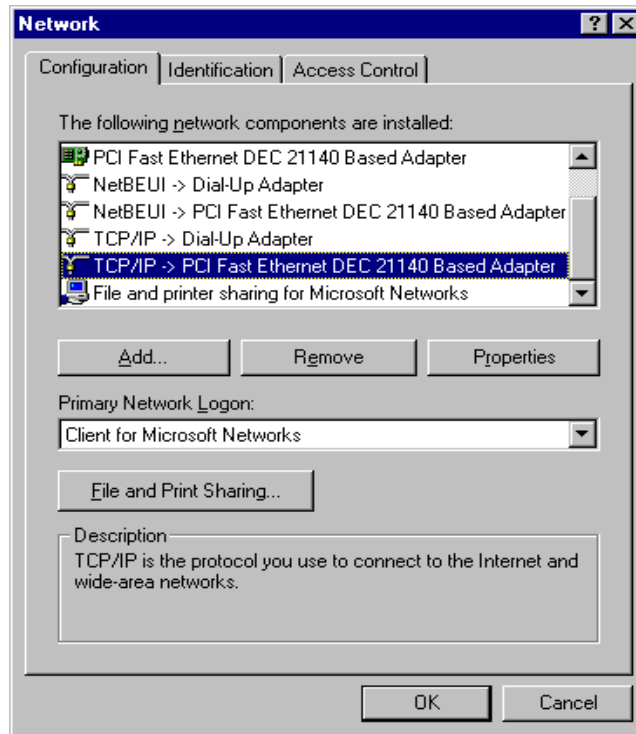 Network
Configuration Identification Access Control
The following network components are installed:
PCI Fast Ethernet DEC 21140 Based Adapter
NetBEUI -> Dial-Up Adapter
NetBEUI -> PCI Fast Ethernet DEC 21140 Based Adapter
TCP/IP -> Dial-Up Adapter
TCP/IP -> PCI Fast Ethernet DEC 21140 Based Adapter
File and printer sharing for Microsoft Networks
Add... Remove Properties
Primary Network Logon:
Client for Microsoft Networks
File and Print Sharing...
Description
TCP/IP is the protocol you use to connect to the Internet and
wide-area networks.
OK Cancel